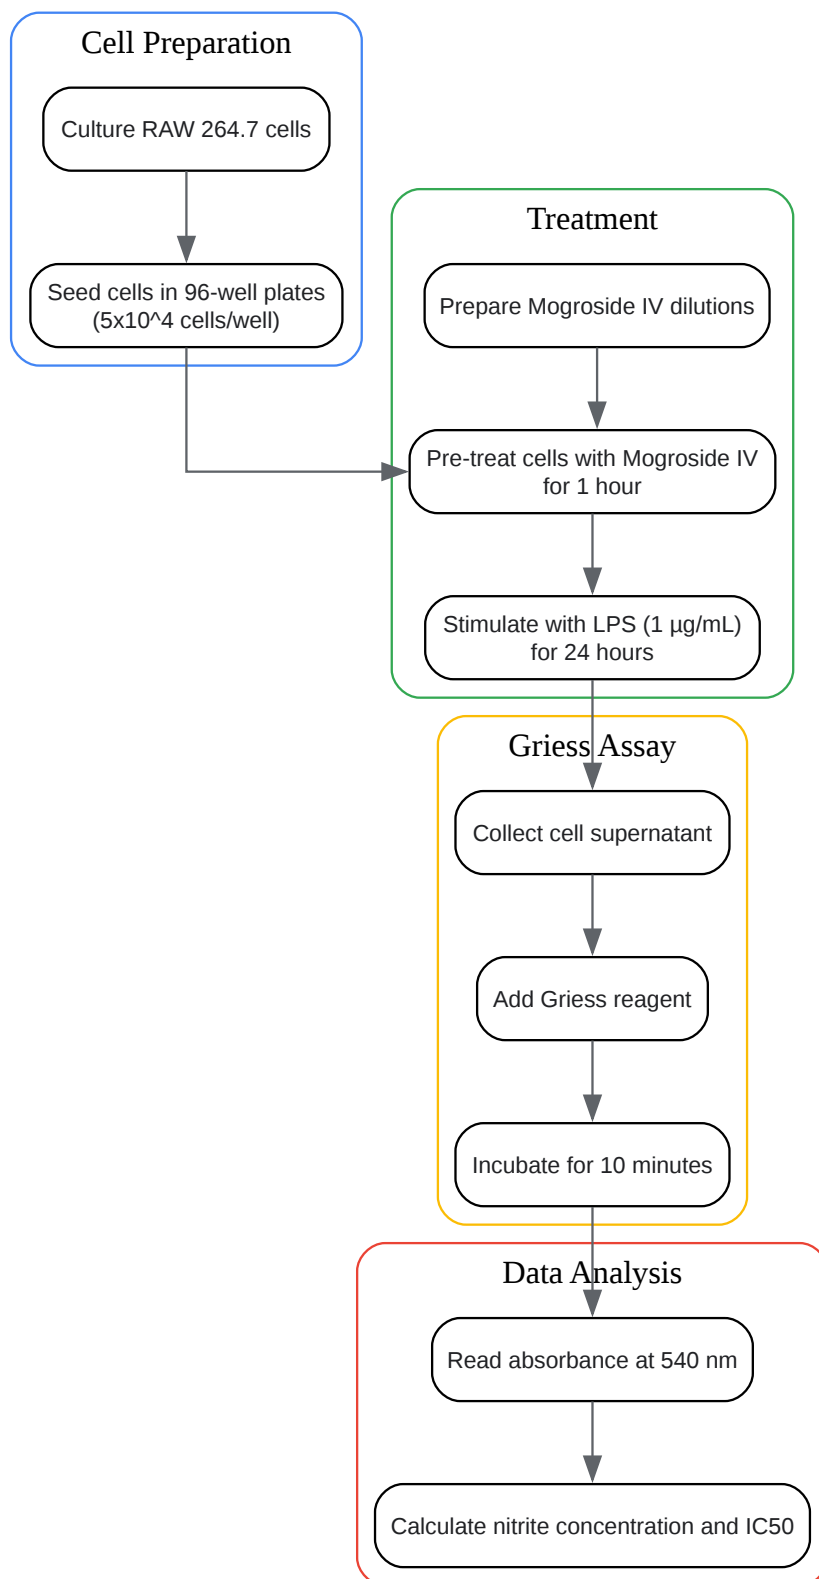 Cell Preparation
Culture RAW 264.7 cells
Seed cells in 96-well plates
(5x10^4 cells/well)
Treatment
Prepare Mogroside IV dilutions
Pre-treat cells with Mogroside IV
for 1 hour
Stimulate with LPS (1 µg/mL)
for 24 hours
Griess Assay
Collect cell supernatant
Add Griess reagent
Incubate for 10 minutes
Data Analysis
Read absorbance at 540 nm
Calculate nitrite concentration and IC50